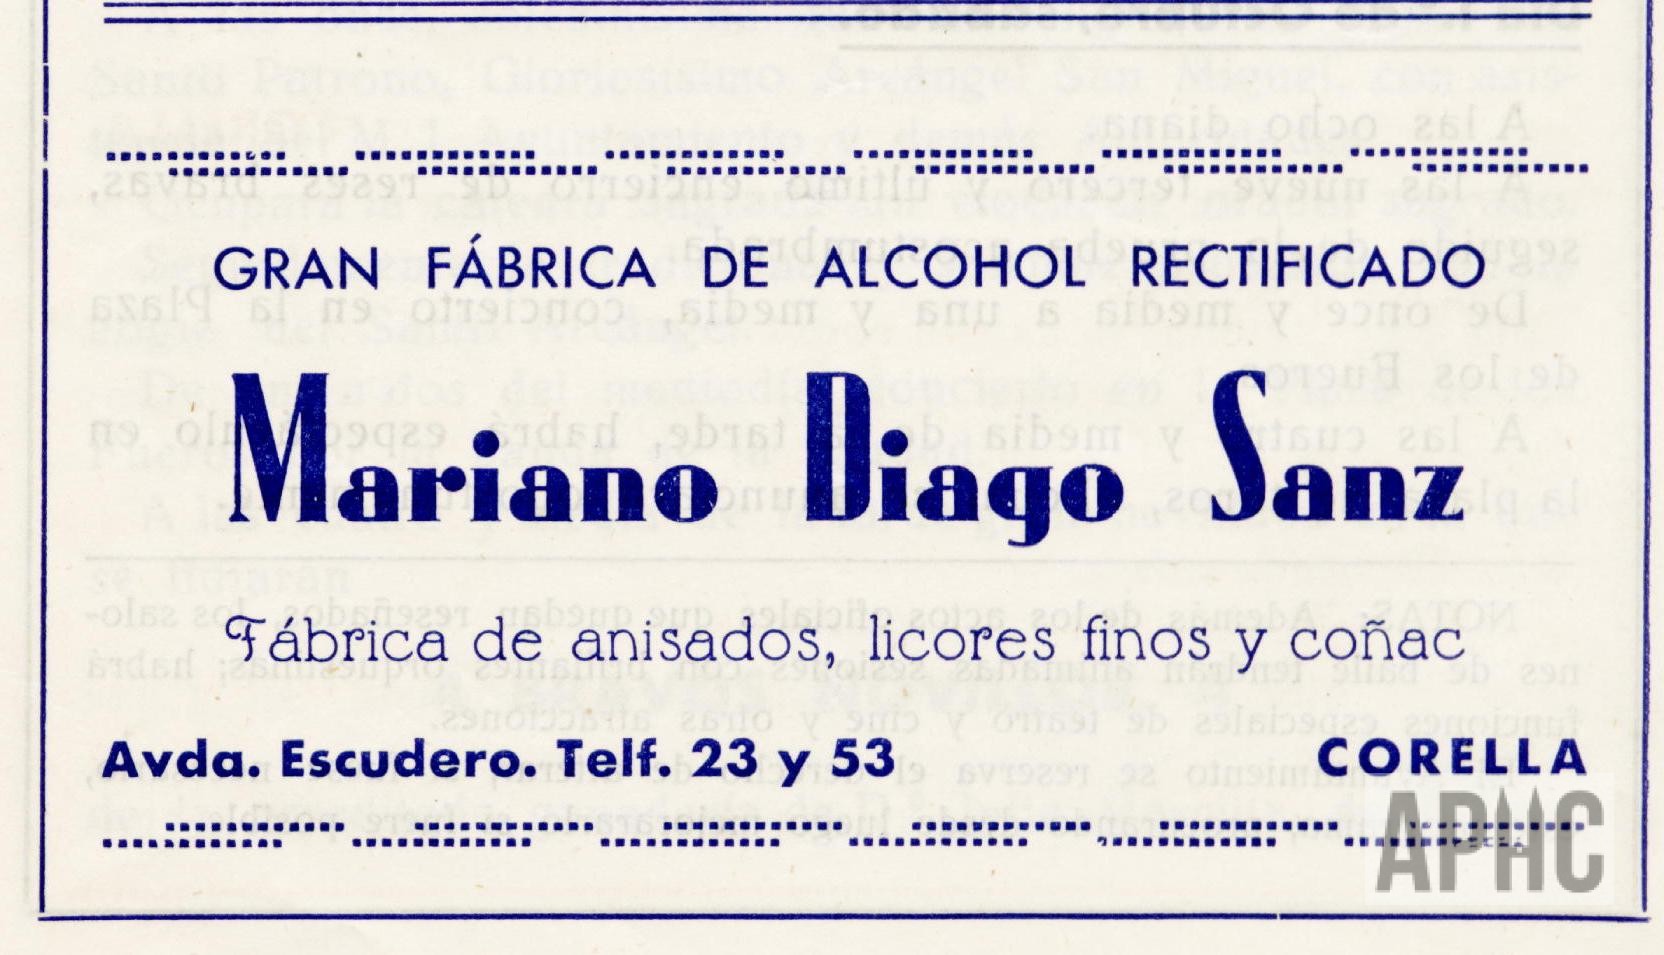 GRAN FÁBRICA DE ALCOHOL RECTIFICADO
Mariano Diago Sanz
Fábrica de anisados, licores finos y coñac
Avda. Escudero. Telf. 23 y 53 CORELLA
APHC